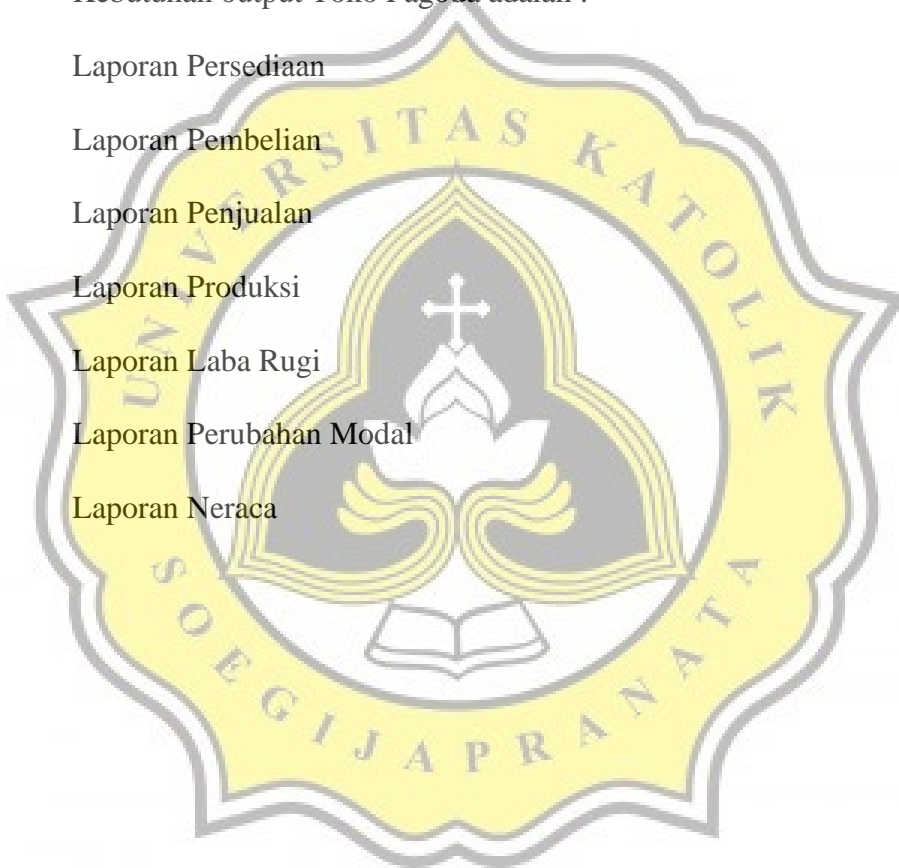 Kebutuhan output Toko Pagoda adalah :
Laporan Persediaan
Laporan Pembelian
Laporan Penjualan
Laporan Produksi
Laporan Laba Rugi
Laporan Perubahan Modal
Laporan Neraca
UNIVERSITAS KATOLIK
SOEGIJAPRANATA